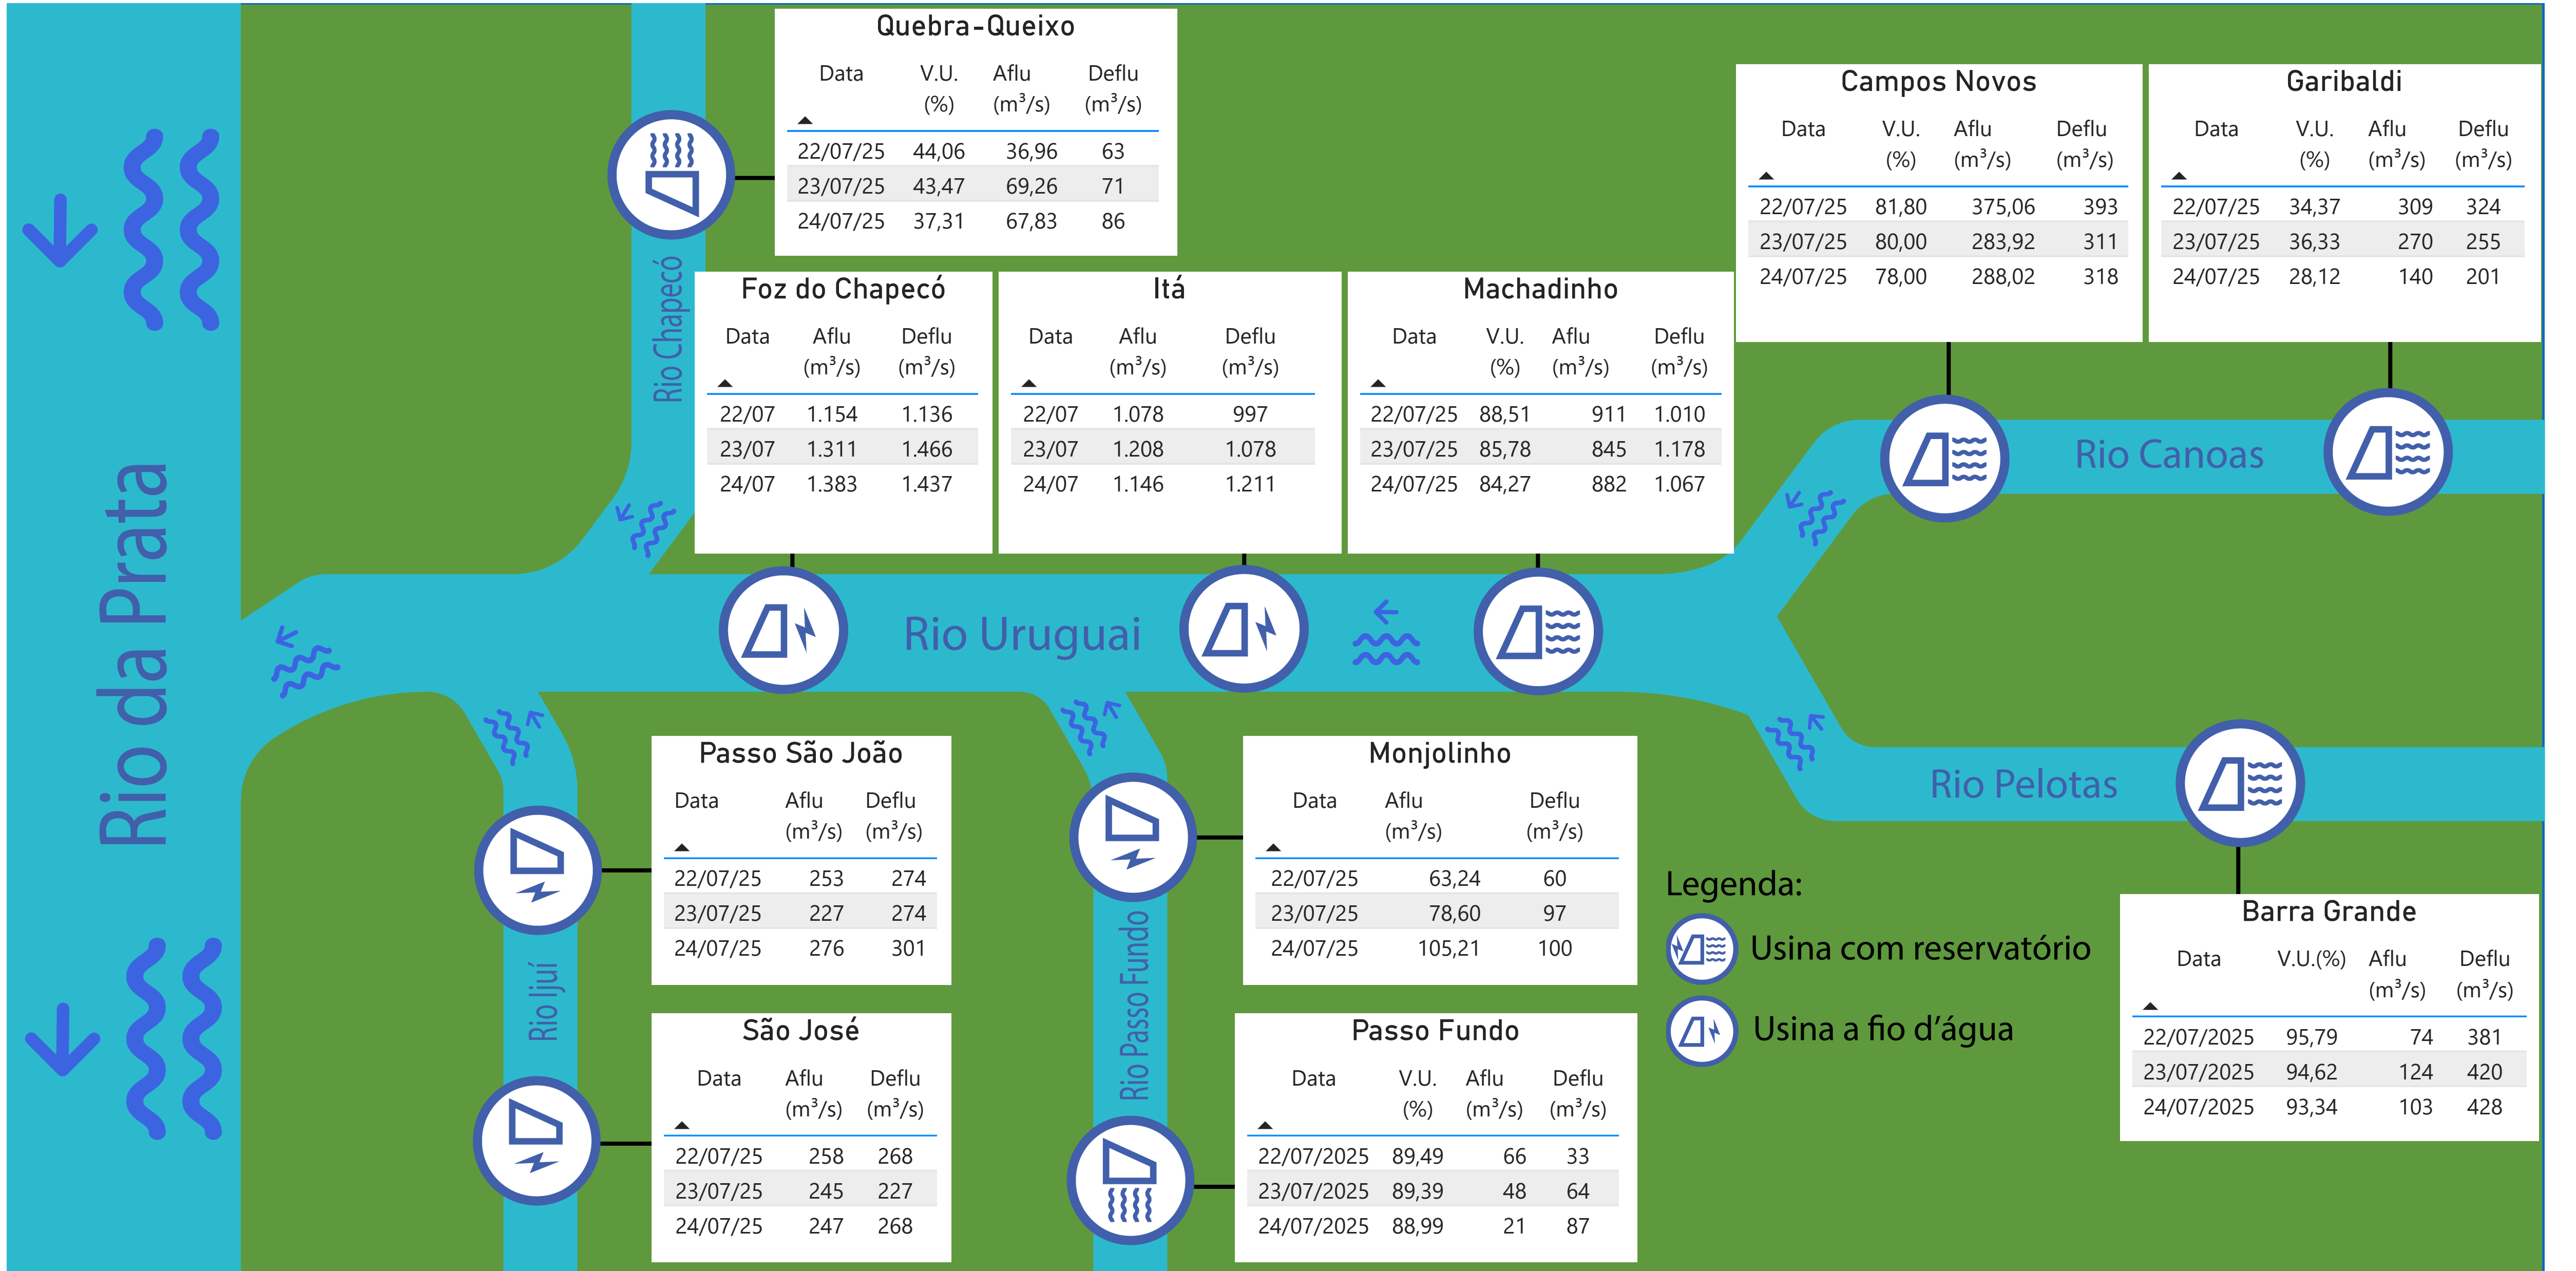 Quebra-Queixo
Data V.U. (%) Aflu (m³/s) Deflu (m³/s)
22/07/25 44,06 36,96 63
23/07/25 43,47 69,26 71
24/07/25 37,31 67,83 86
Campos Novos
Data V.U. (%) Aflu (m³/s) Deflu (m³/s)
22/07/25 81,80 375,06 393
23/07/25 80,00 283,92 311
24/07/25 78,00 288,02 318
Garibaldi
Data V.U. (%) Aflu (m³/s) Deflu (m³/s)
22/07/25 34,37 309 324
23/07/25 36,33 270 255
24/07/25 28,12 140 201
Rio Chapecó
Foz do Chapecó
Data Aflu (m³/s) Deflu (m³/s)
22/07 1.154 1.136
23/07 1.311 1.466
24/07 1.383 1.437
Itá
Data Aflu (m³/s) Deflu (m³/s)
22/07 1.078 997
23/07 1.208 1.078
24/07 1.146 1.211
Machadinho
Data V.U. (%) Aflu (m³/s) Deflu (m³/s)
22/07/25 88,51 911 1.010
23/07/25 85,78 845 1.178
24/07/25 84,27 882 1.067
Rio Canoas
Rio da Prata
Rio Uruguai
Rio Pelotas
Passo São João
Data Aflu (m³/s) Deflu (m³/s)
22/07/25 253 274
23/07/25 227 274
24/07/25 276 301
Monjolinho
Data Aflu (m³/s) Deflu (m³/s)
22/07/25 63,24 60
23/07/25 78,60 97
24/07/25 105,21 100
Rio Ijuí
Rio Passo Fundo
Legenda:
Usina com reservatório
Usina a fio d’água
Barra Grande
Data V.U.(%) Aflu (m³/s) Deflu (m³/s)
22/07/2025 95,79 74 381
23/07/2025 94,62 124 420
24/07/2025 93,34 103 428
São José
Data Aflu (m³/s) Deflu (m³/s)
22/07/25 258 268
23/07/25 245 227
24/07/25 247 268
Passo Fundo
Data V.U. (%) Aflu (m³/s) Deflu (m³/s)
22/07/2025 89,49 66 33
23/07/2025 89,39 48 64
24/07/2025 88,99 21 87